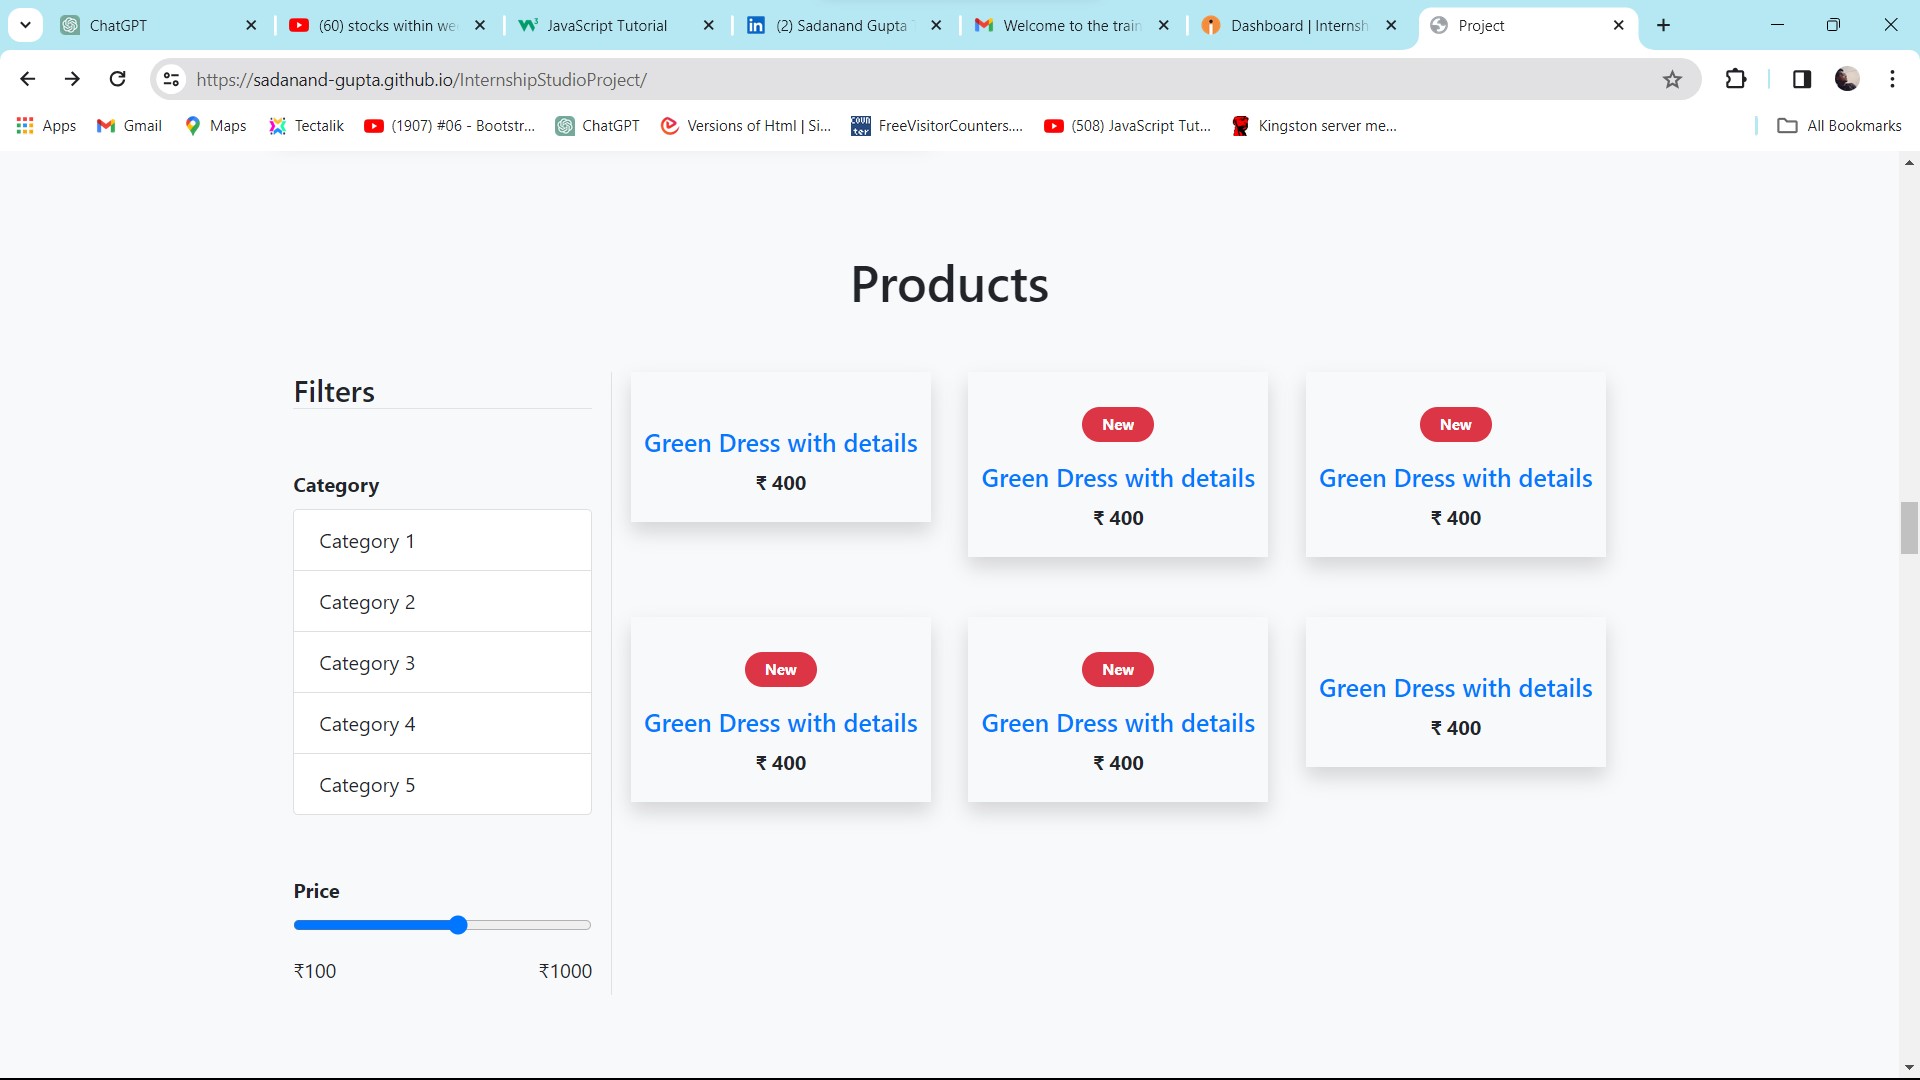 ChatGPT
(60) stocks within we
JavaScript Tutorial
(2) Sadanand Gupta
Welcome to the train
Dashboard | Internsh
Project
https://sadanand-gupta.github.io/InternshipStudioProject/
Apps
Gmail
Maps
Tectalik
(1907) #06 - Bootstr...
ChatGPT
Versions of Html | Si...
FreeVisitorCounters....
(508) JavaScript Tut...
Kingston server me...
All Bookmarks
Products
Filters
Category
Category 1
Category 2
Category 3
Category 4
Category 5
Price
₹100 ₹1000
Green Dress with details
₹ 400
New
Green Dress with details
₹ 400
New
Green Dress with details
₹ 400
New
Green Dress with details
₹ 400
New
Green Dress with details
₹ 400
Green Dress with details
₹ 400